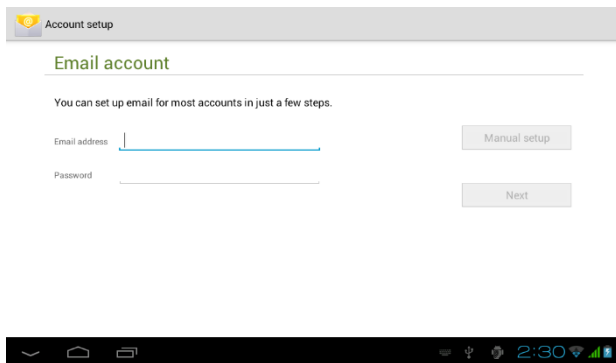 Account setup
Email account
You can set up email for most accounts in just a few steps.
Email address
Manual setup
Password
Next
2:30